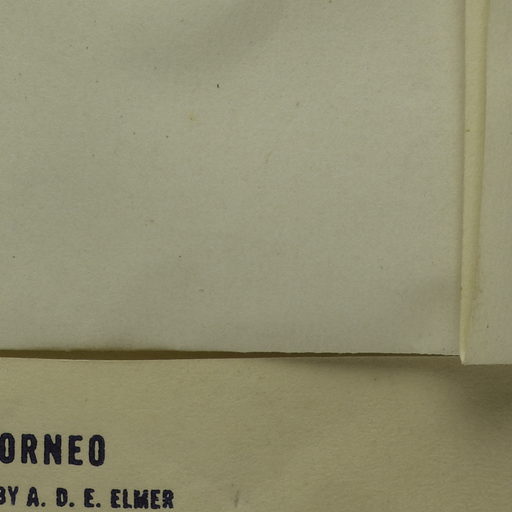 ORNEO
BY A. D. E. ELMER